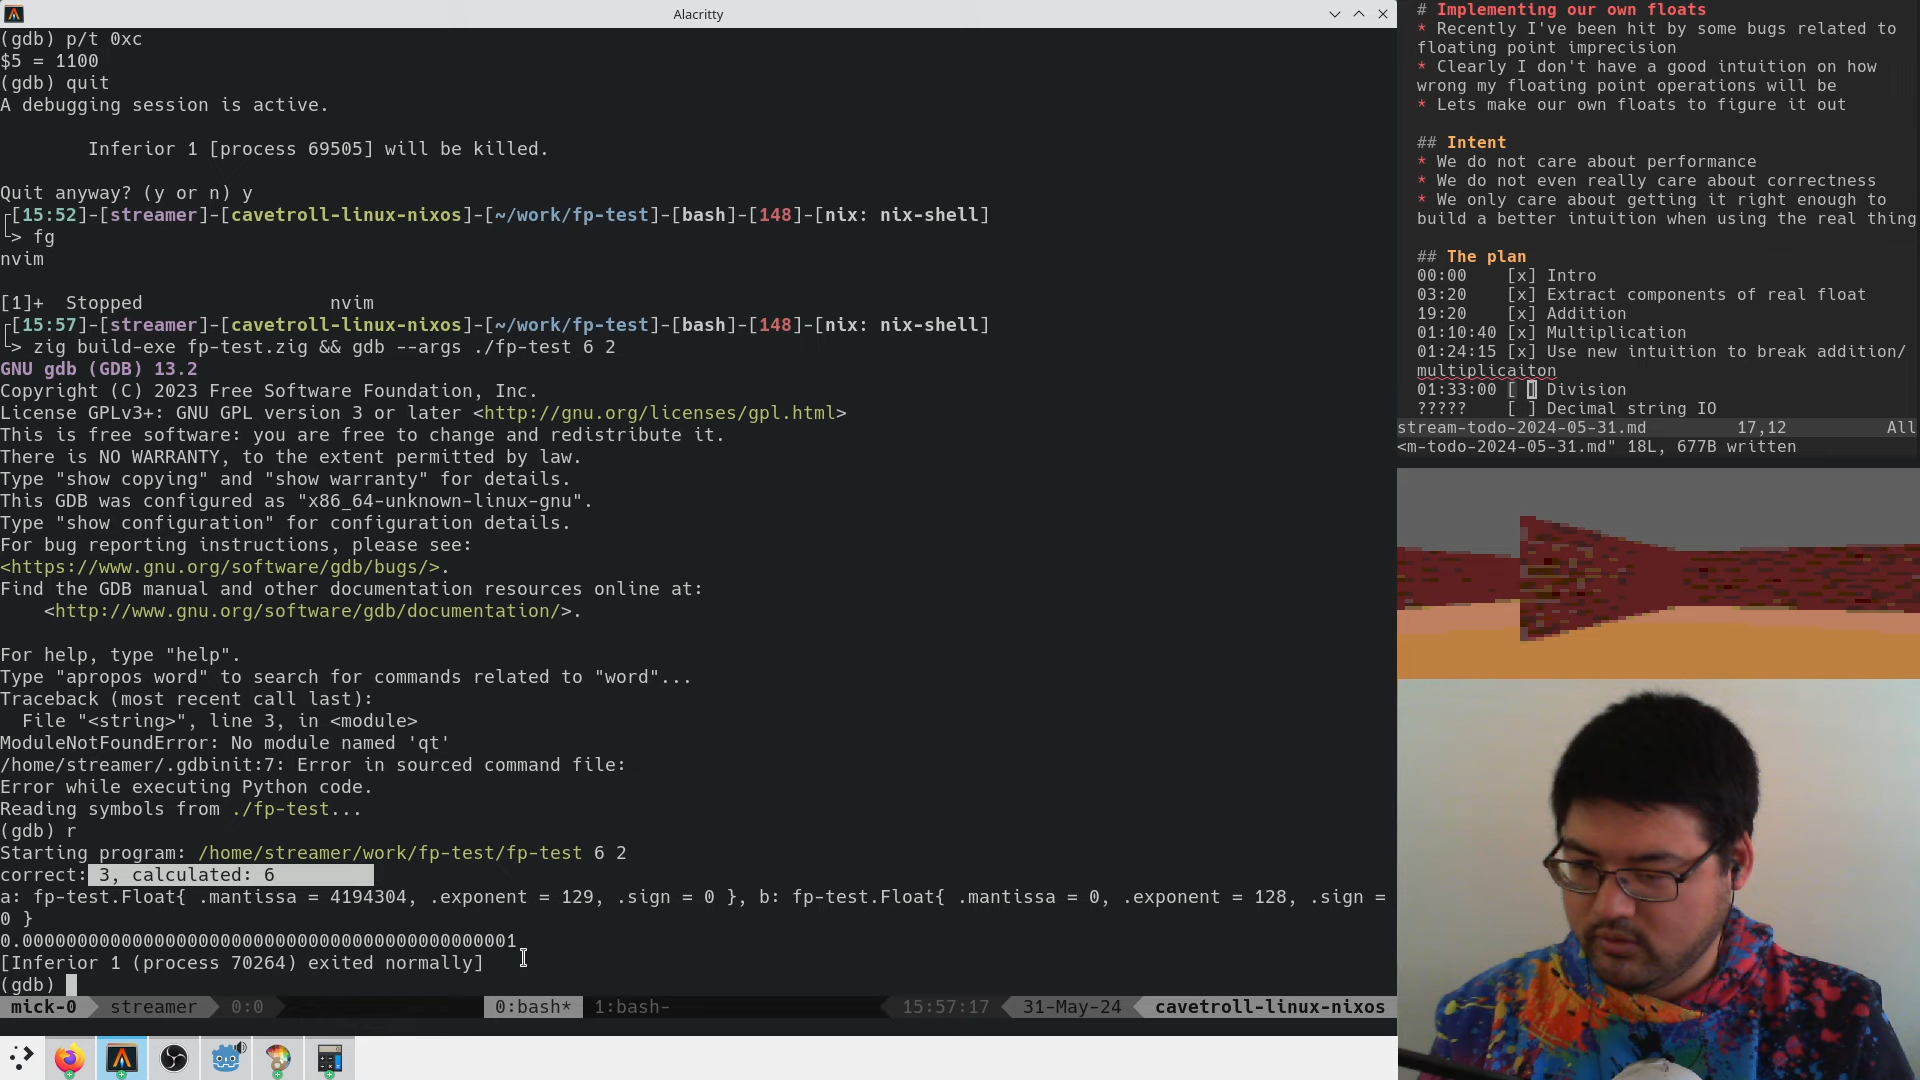 Alacritty
(gdb) p/t 0xc
$5 = 1100
(gdb) quit
A debugging session is active.
Inferior 1 [process 69505] will be killed.
Quit anyway? (y or n) y
[15:52]-[streamer]-[cavetroll-linux-nixos]-[~/work/fp-test]-[bash]-[148]-[nix: nix-shell]
> fg
nvim
[1]+  Stopped                 nvim
[15:57]-[streamer]-[cavetroll-linux-nixos]-[~/work/fp-test]-[bash]-[148]-[nix: nix-shell]
> zig build-exe fp-test.zig && gdb --args ./fp-test 6 2
GNU gdb (GDB) 13.2
Copyright (C) 2023 Free Software Foundation, Inc.
License GPLv3+: GNU GPL version 3 or later <http://gnu.org/licenses/gpl.html>
This is free software: you are free to change and redistribute it.
There is NO WARRANTY, to the extent permitted by law.
Type "show copying" and "show warranty" for details.
This GDB was configured as "x86_64-unknown-linux-gnu".
Type "show configuration" for configuration details.
For bug reporting instructions, please see:
<https://www.gnu.org/software/gdb/bugs/>.
Find the GDB manual and other documentation resources online at:
<http://www.gnu.org/software/gdb/documentation/>.
For help, type "help".
Type "apropos word" to search for commands related to "word"...
Traceback (most recent call last):
File "<string>", line 3, in <module>
ModuleNotFoundError: No module named 'qt'
/home/streamer/.gdbinit:7: Error in sourced command file:
Error while executing Python code.
Reading symbols from ./fp-test...
(gdb) r
Starting program: /home/streamer/work/fp-test/fp-test 6 2
correct: 3, calculated: 6
a: fp-test.Float{ .mantissa = 4194304, .exponent = 129, .sign = 0 }, b: fp-test.Float{ .mantissa = 0, .exponent = 128, .sign =
0 }
[Inferior 1 (process 70264) exited normally]
(gdb)
mick-0 streamer 0:0 0:bash* 1:bash- 15:57:17 31-May-24 cavetroll-linux-nixos
# Implementing our own floats
* Recently I've been hit by some bugs related to
floating point imprecision
* Clearly I don't have a good intuition on how
wrong my floating point operations will be
* Lets make our own floats to figure it out
## Intent
* We do not care about performance
* We do not even really care about correctness
* We only care about getting it right enough to
build a better intuition when using the real thing
## The plan
00:00    [x] Intro
03:20    [x] Extract components of real float
19:20    [x] Addition
01:10:40 [x] Multiplication
01:24:15 [x] Use new intuition to break addition/
multiplicaiton
01:33:00 [ ] Division
?????    [ ] Decimal string IO
stream-todo-2024-05-31.md 17,12 All
<m-todo-2024-05-31.md" 18L, 677B written